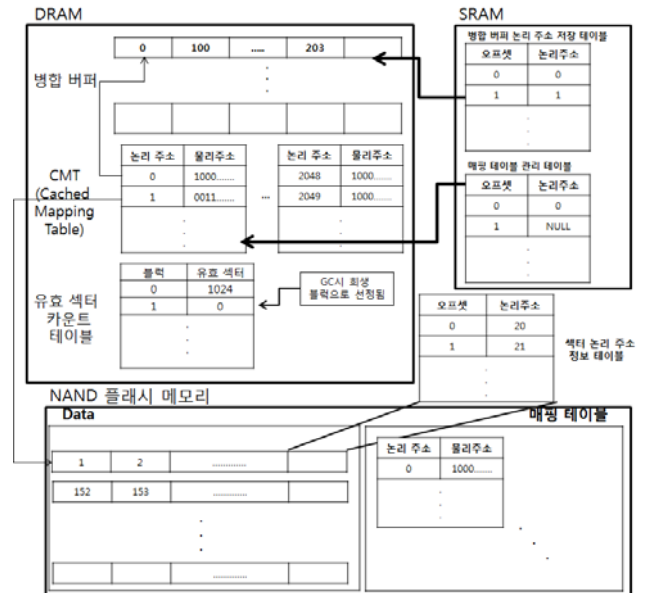 DRAM
0 100 ..... 203
병합 버퍼
CMT
(Cached
Mapping
Table)
논리 주소 물리주소
0 1000.......
1 0011.......
...
논리 주소 물리주소
2048 1000.......
2049 1000.......
유효 섹터
카운트
테이블
블럭 유효 섹터
0 1024
1 0
GC시 희생
블럭으로 선정됨
SRAM
병합 버퍼 논리 주소 저장 테이블
오프셋 논리주소
0 0
1 1
매핑 테이블 관리 테이블
오프셋 논리주소
0 0
1 NULL
오프셋 논리주소
0 20
1 21
섹터 논리 주소
정보 테이블
NAND 플래시 메모리
Data
1 2 .............
152 153 .............
.............
매핑 테이블
논리 주소 물리주소
0 1000.......